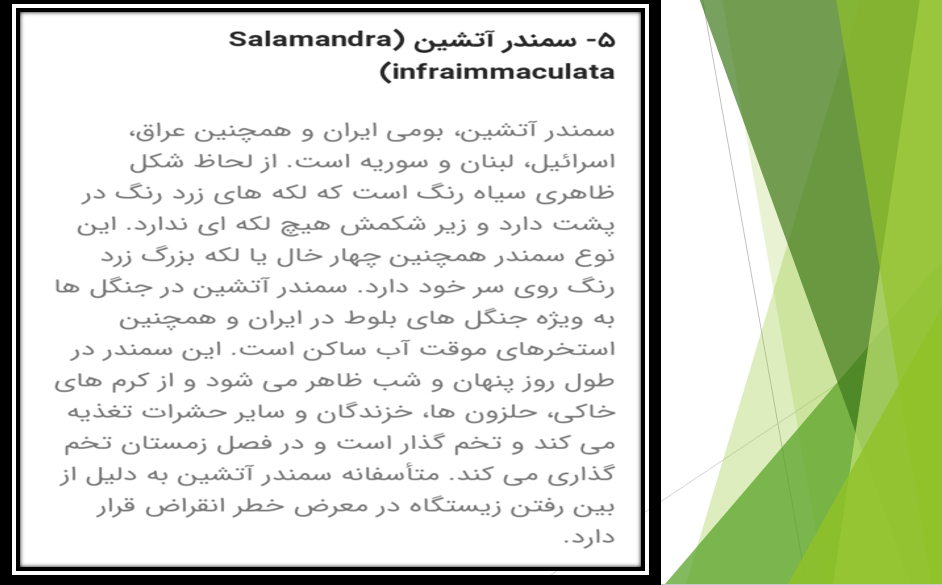 ۵- سمندر آتشین (Salamandra
infraimmaculata)
سمندر آتشین، بومی ایران و همچنین عراق،
اسرائیل، لبنان و سوریه است. از لحاظ شکل
ظاهری سیاه رنگ است که لکه های زرد رنگ در
پشت دارد و زیر شکمش هیچ لکه ای ندارد. این
نوع سمندر همچنین چهار خال یا لکه بزرگ زرد
رنگ روی سر خود دارد. سمندر آتشین در جنگل ها
به ویژه جنگل های بلوط در ایران و همچنین
استخرهای موقت آب ساکن است. این سمندر در
طول روز پنهان و شب ظاهر می شود و از کرم های
خاکی، حلزون ها، خزندگان و سایر حشرات تغذیه
می کند و تخم گذار است و در فصل زمستان تخم
گذاری می کند. متأسفانه سمندر آتشین به دلیل از
بین رفتن زیستگاه در معرض خطر انقراض قرار
دارد.